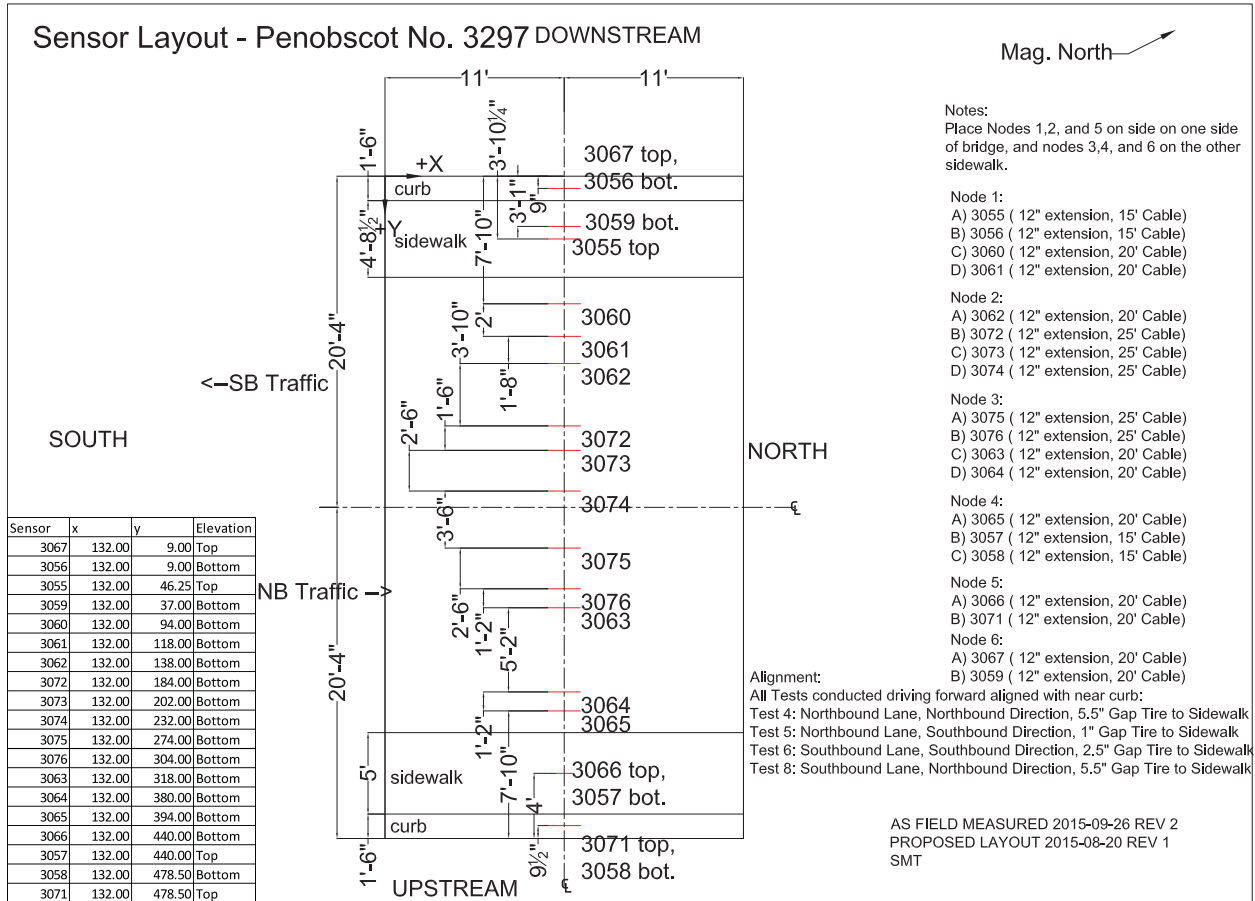 Sensor Layout - Penobscot No. 3297 DOWNSTREAM
Mag. North
11'
11'
1'-6"
+X
3'-10¼"
3067 top,
3056 bot.
curb
9"
3'-1"
4'-8½"
+Y
sidewalk
7'-10"
3059 bot.
3055 top
20'-4"
3060
2'
3'-10"
3061
1'-8"
3062
<–SB Traffic
1'-6"
2'-6"
3072
3073
SOUTH
NORTH
3074
℄
3'-6"
3075
NB Traffic –>
3076
3063
2'-6"
1'-2"
5'-2"
20'-4"
3064
3065
1'-2"
7'-10"
5'
sidewalk
3066 top,
3057 bot.
4'
curb
1'-6"
9½"
3071 top,
3058 bot.
UPSTREAM
℄
Notes:
Place Nodes 1,2, and 5 on side on one side
of bridge, and nodes 3,4, and 6 on the other
sidewalk.
Node 1:
A) 3055 ( 12" extension, 15' Cable)
B) 3056 ( 12" extension, 15' Cable)
C) 3060 ( 12" extension, 20' Cable)
D) 3061 ( 12" extension, 20' Cable)
Node 2:
A) 3062 ( 12" extension, 20' Cable)
B) 3072 ( 12" extension, 25' Cable)
C) 3073 ( 12" extension, 25' Cable)
D) 3074 ( 12" extension, 25' Cable)
Node 3:
A) 3075 ( 12" extension, 25' Cable)
B) 3076 ( 12" extension, 25' Cable)
C) 3063 ( 12" extension, 20' Cable)
D) 3064 ( 12" extension, 20' Cable)
Node 4:
A) 3065 ( 12" extension, 20' Cable)
B) 3057 ( 12" extension, 15' Cable)
C) 3058 ( 12" extension, 15' Cable)
Node 5:
A) 3066 ( 12" extension, 20' Cable)
B) 3071 ( 12" extension, 20' Cable)
Node 6:
A) 3067 ( 12" extension, 20' Cable)
B) 3059 ( 12" extension, 20' Cable)
Alignment:
All Tests conducted driving forward aligned with near curb:
Test 4: Northbound Lane, Northbound Direction, 5.5" Gap Tire to Sidewalk
Test 5: Northbound Lane, Southbound Direction, 1" Gap Tire to Sidewalk
Test 6: Southbound Lane, Southbound Direction, 2.5" Gap Tire to Sidewalk
Test 8: Southbound Lane, Northbound Direction, 5.5" Gap Tire to Sidewalk
AS FIELD MEASURED 2015-09-26 REV 2
PROPOSED LAYOUT 2015-08-20 REV 1
SMT
Sensor x y Elevation
3067 132.00 9.00 Top
3056 132.00 9.00 Bottom
3055 132.00 46.25 Top
3059 132.00 37.00 Bottom
3060 132.00 94.00 Bottom
3061 132.00 118.00 Bottom
3062 132.00 138.00 Bottom
3072 132.00 184.00 Bottom
3073 132.00 202.00 Bottom
3074 132.00 232.00 Bottom
3075 132.00 274.00 Bottom
3076 132.00 304.00 Bottom
3063 132.00 318.00 Bottom
3064 132.00 380.00 Bottom
3065 132.00 394.00 Bottom
3066 132.00 440.00 Bottom
3057 132.00 440.00 Top
3058 132.00 478.50 Bottom
3071 132.00 478.50 Top